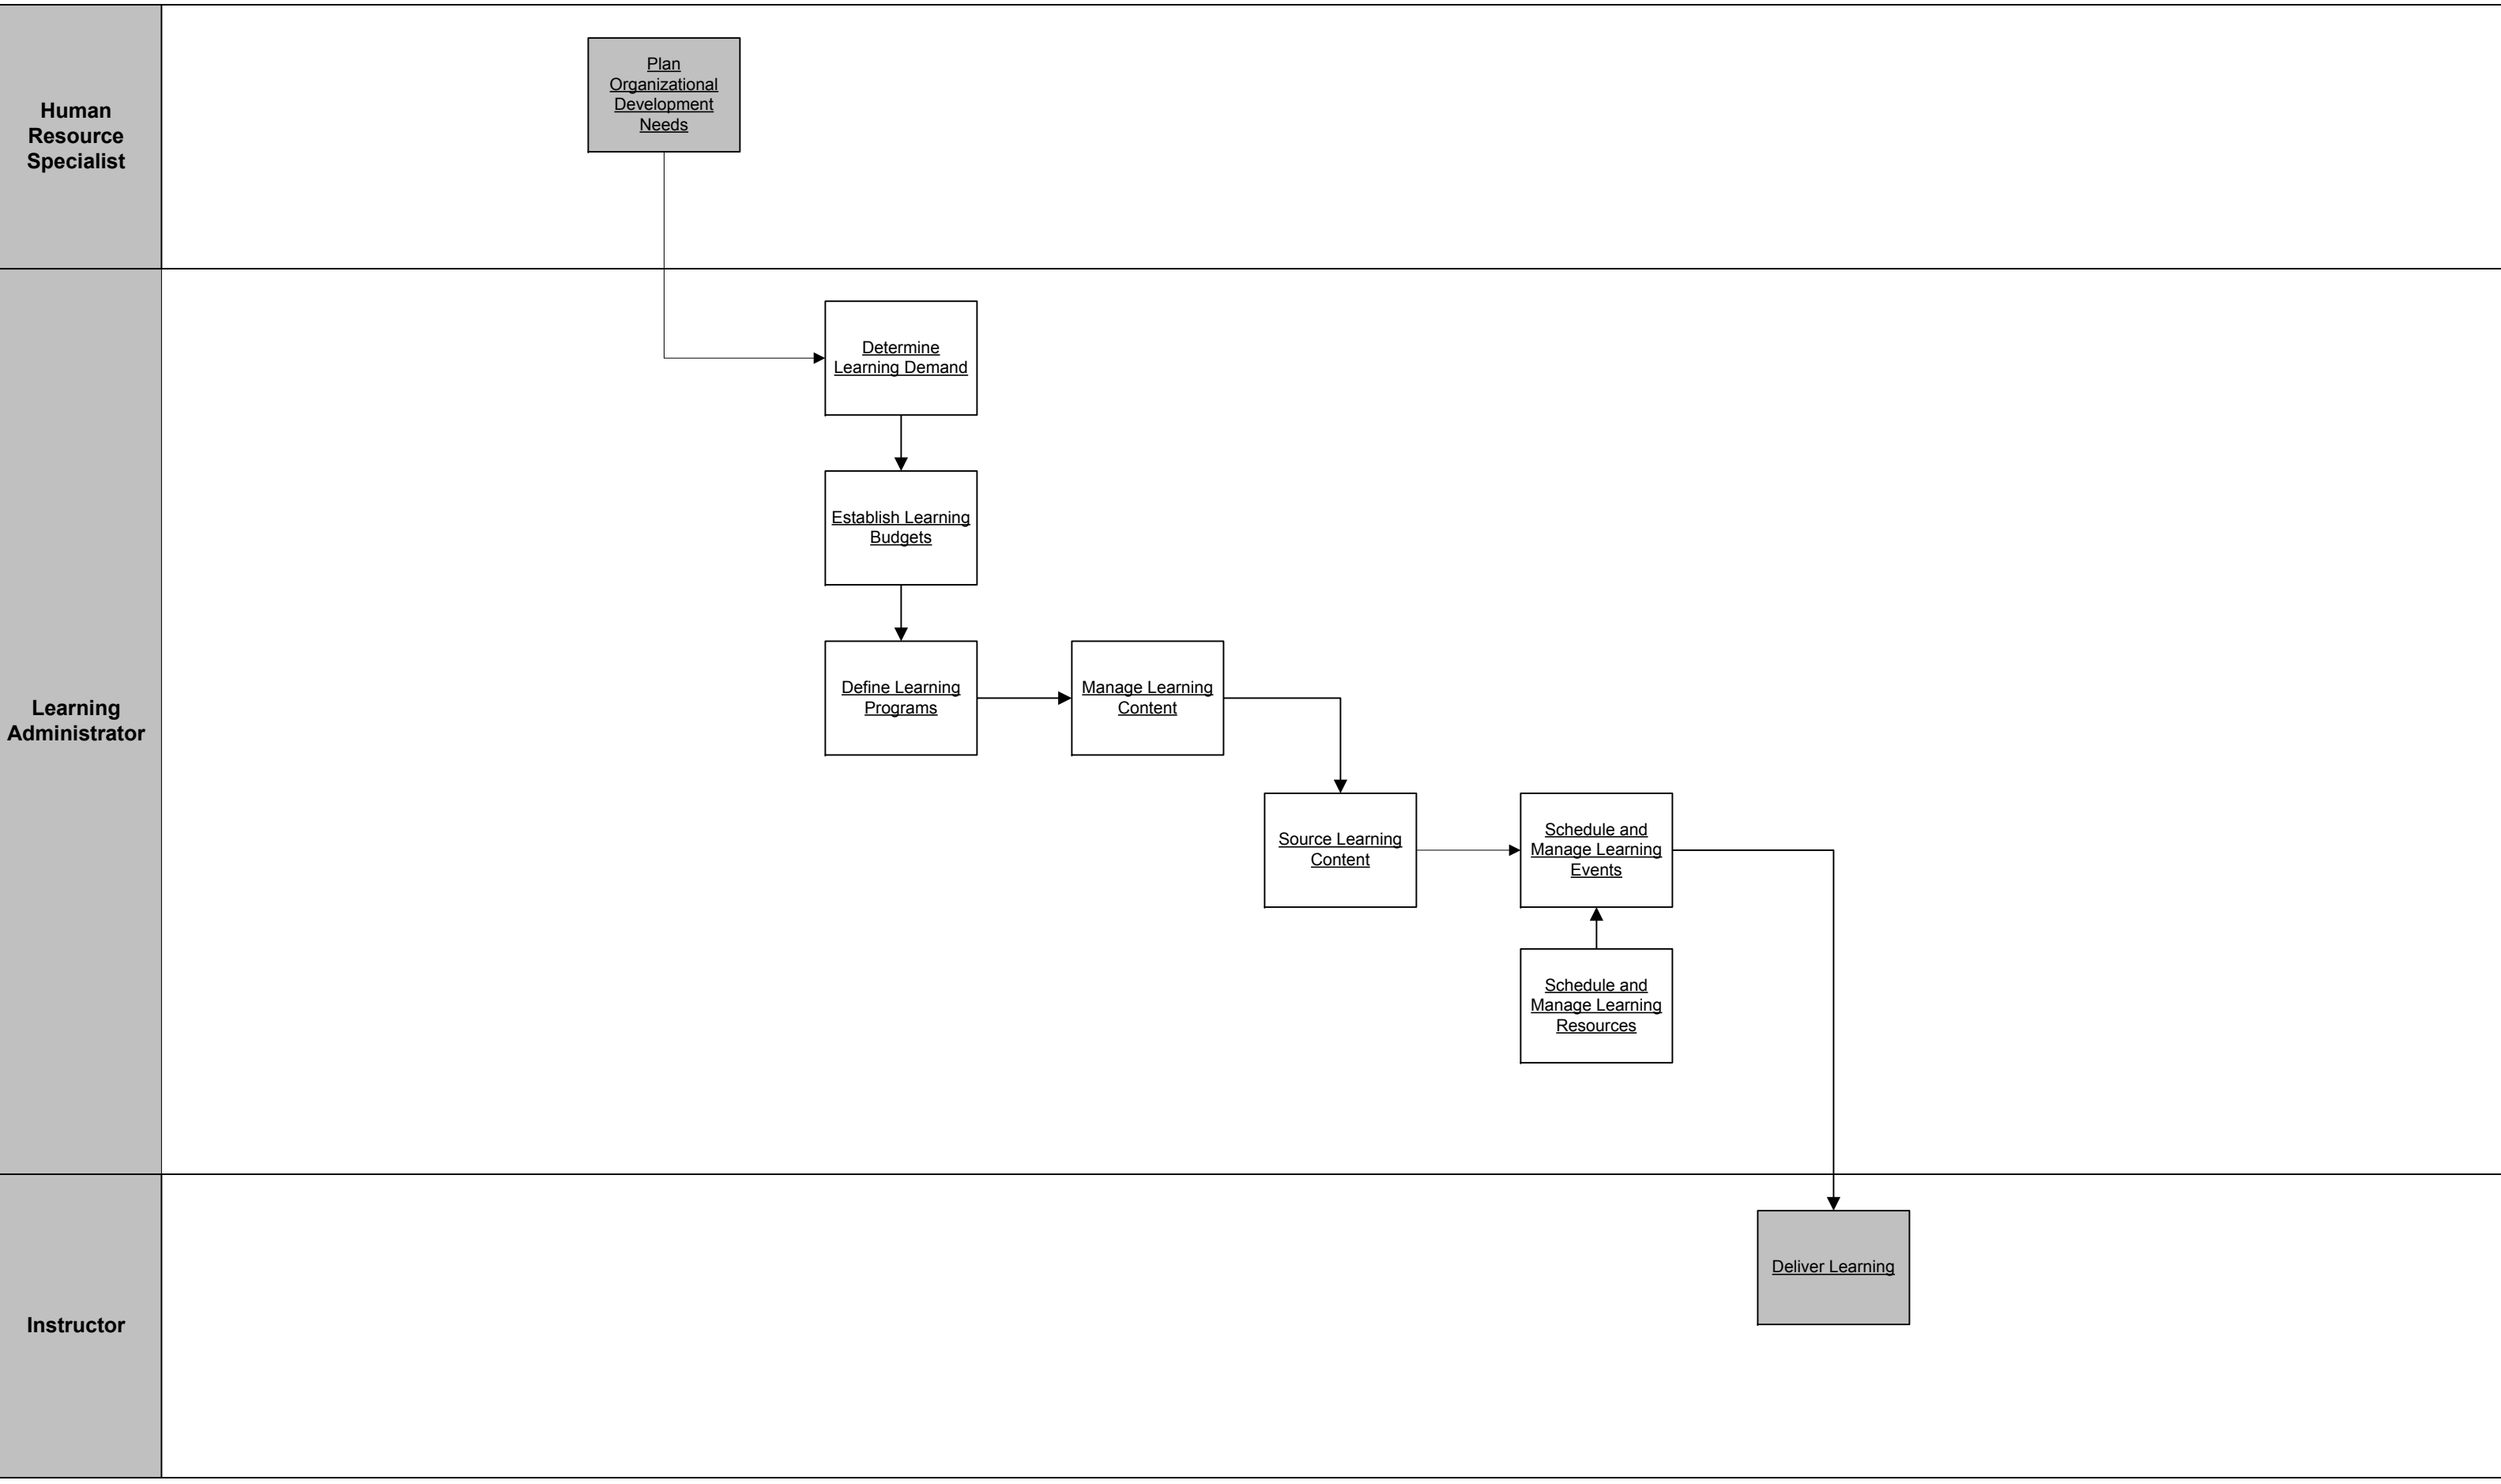 Human
Resource
Specialist
Plan
Organizational
Development
Needs
Learning
Administrator
Determine
Learning Demand
Establish Learning
Budgets
Define Learning
Programs
Manage Learning
Content
Source Learning
Content
Schedule and
Manage Learning
Events
Schedule and
Manage Learning
Resources
Instructor
Deliver Learning